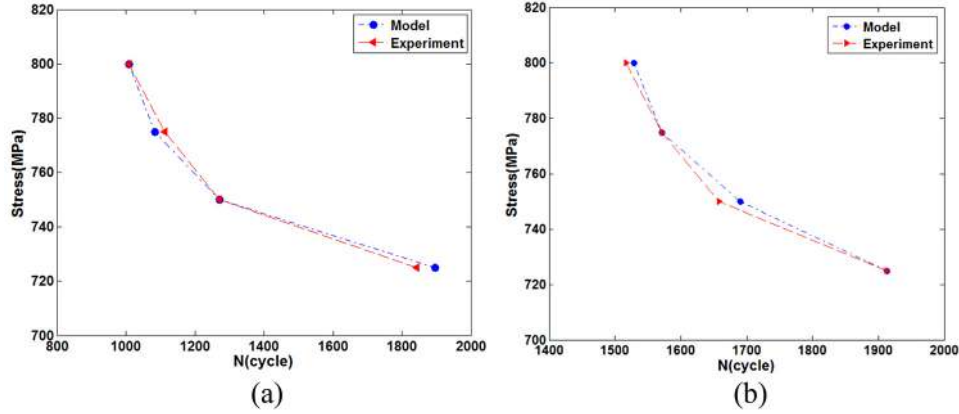 820
800
780
760
740
720
700
Stress(MPa)
800 1000 1200 1400 1600 1800 2000
N(cycle)
Model
Experiment
(a)
820
800
780
760
740
720
700
Stress(MPa)
1400 1500 1600 1700 1800 1900 2000
N(cycle)
Model
Experiment
(b)